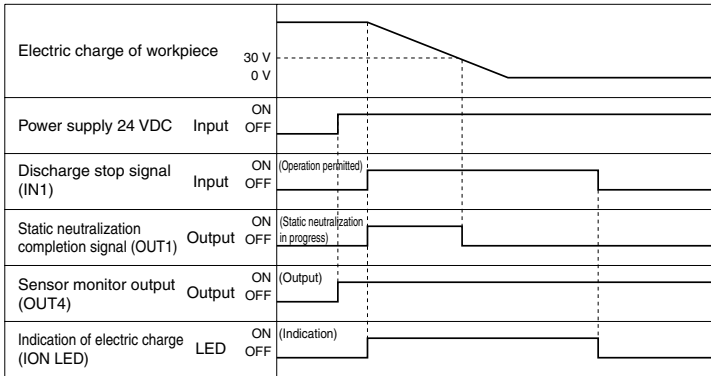 Electric charge of workpiece
30 V
0 V
Power supply 24 VDC Input ON
OFF
Discharge stop signal
(IN1) Input ON (Operation permitted)
OFF
Static neutralization
completion signal (OUT1) Output ON (Static neutralization
OFF in progress)
Sensor monitor output
(OUT4) Output ON (Output)
OFF
Indication of electric charge
(ION LED) LED ON (Indication)
OFF